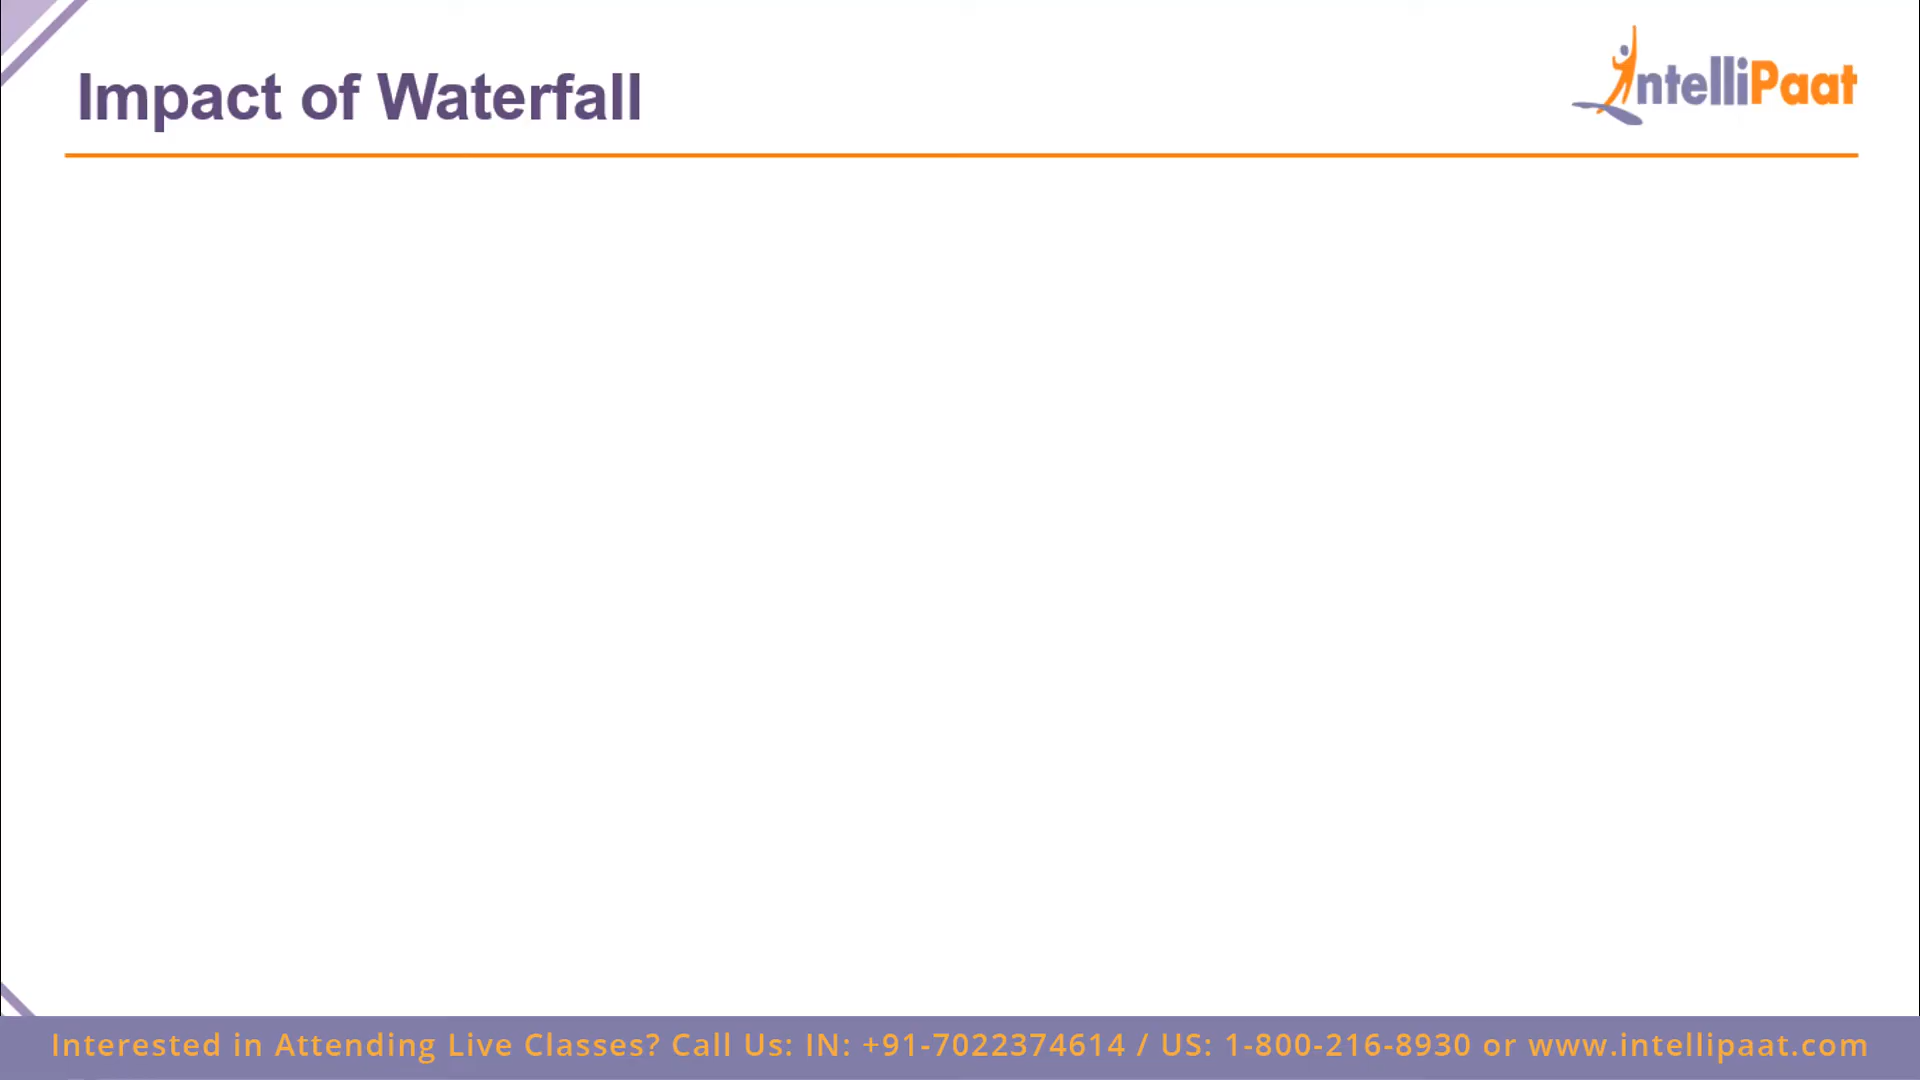 Impact of Waterfall
IntelliPaat
Interested in Attending Live Classes? Call Us: IN: +91-7022374614 / US: 1-800-216-8930 or www.intellipaat.com